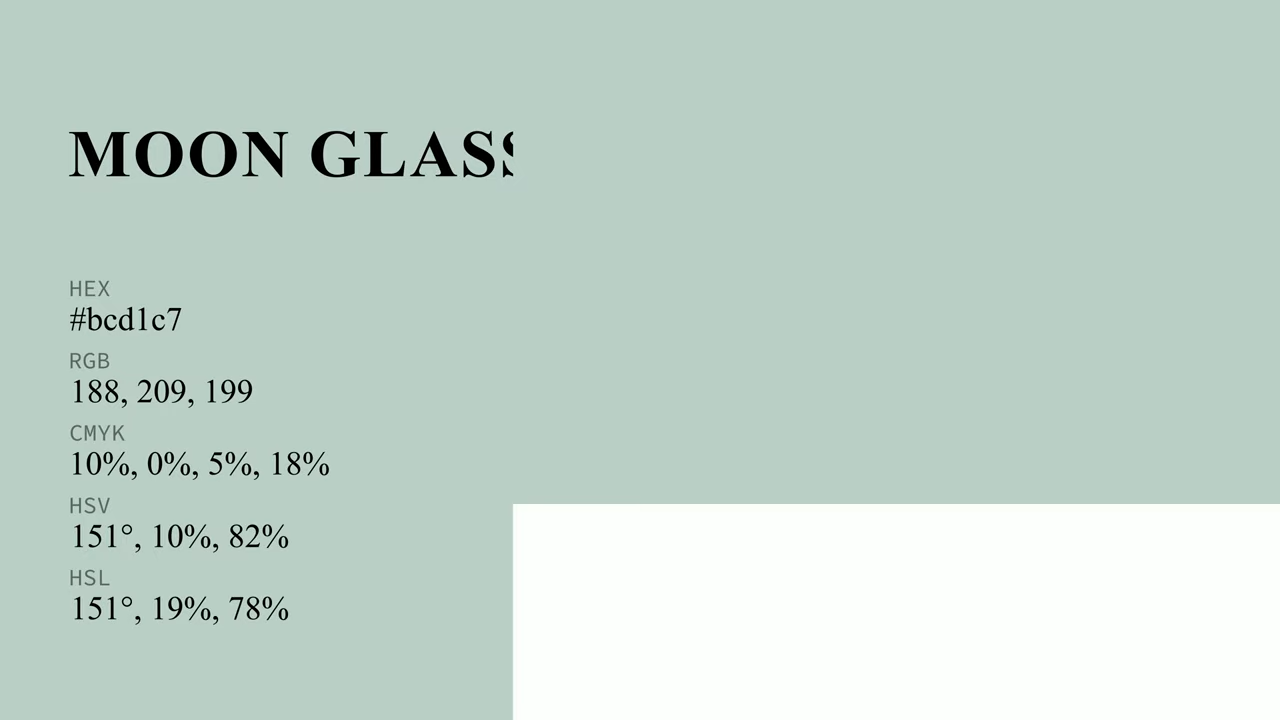 MOON GLASS
HEX
#bcd1c7
RGB
188, 209, 199
CMYK
10%, 0%, 5%, 18%
HSV
151°, 10%, 82%
HSL
151°, 19%, 78%